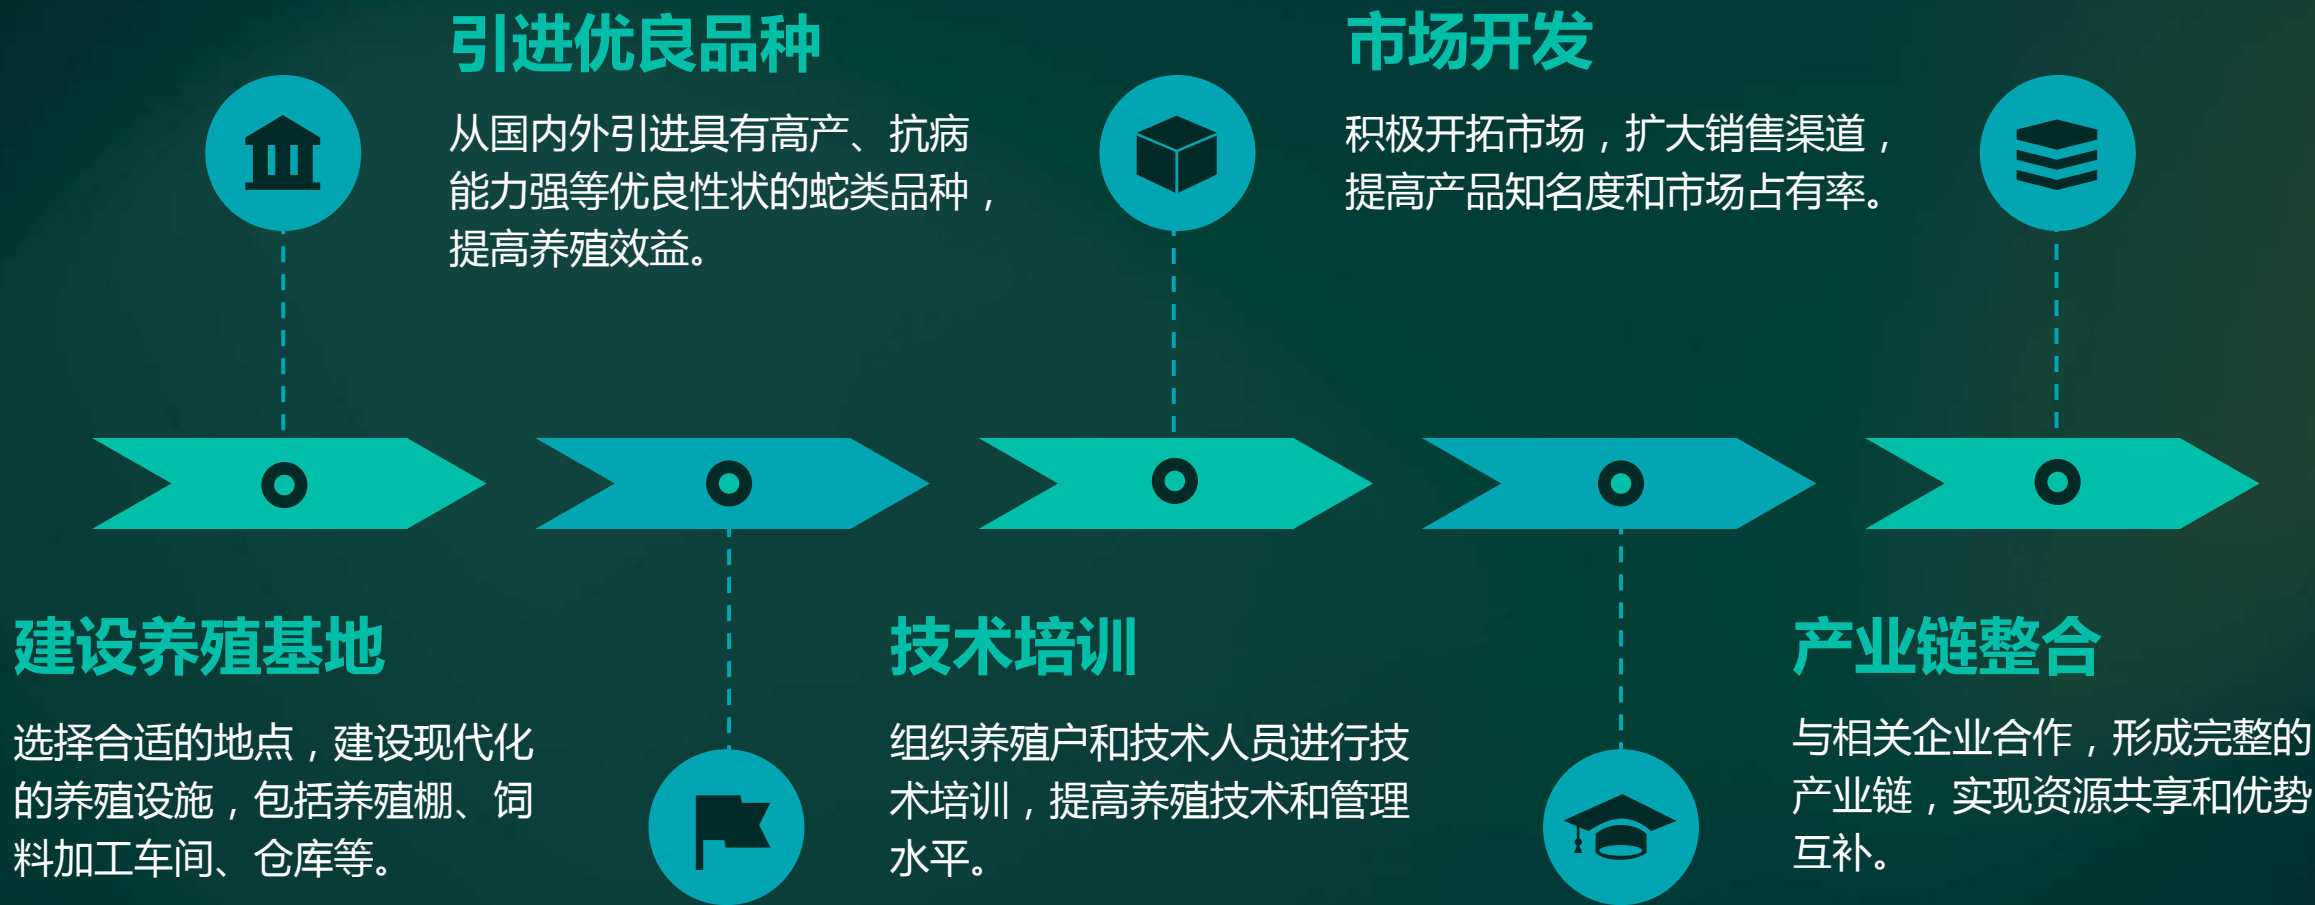 引进优良品种
从国内外引进具有高产、抗病
能力强等优良性状的蛇类品种，
提高养殖效益。
市场开发
积极开拓市场，扩大销售渠道，
提高产品知名度和市场占有率。
建设养殖基地
选择合适的地点，建设现代化
的养殖设施，包括养殖棚、饲
料加工车间、仓库等。
技术培训
组织养殖户和技术人员进行技
术培训，提高养殖技术和管理
水平。
产业链整合
与相关企业合作，形成完整的
产业链，实现资源共享和优势
互补。